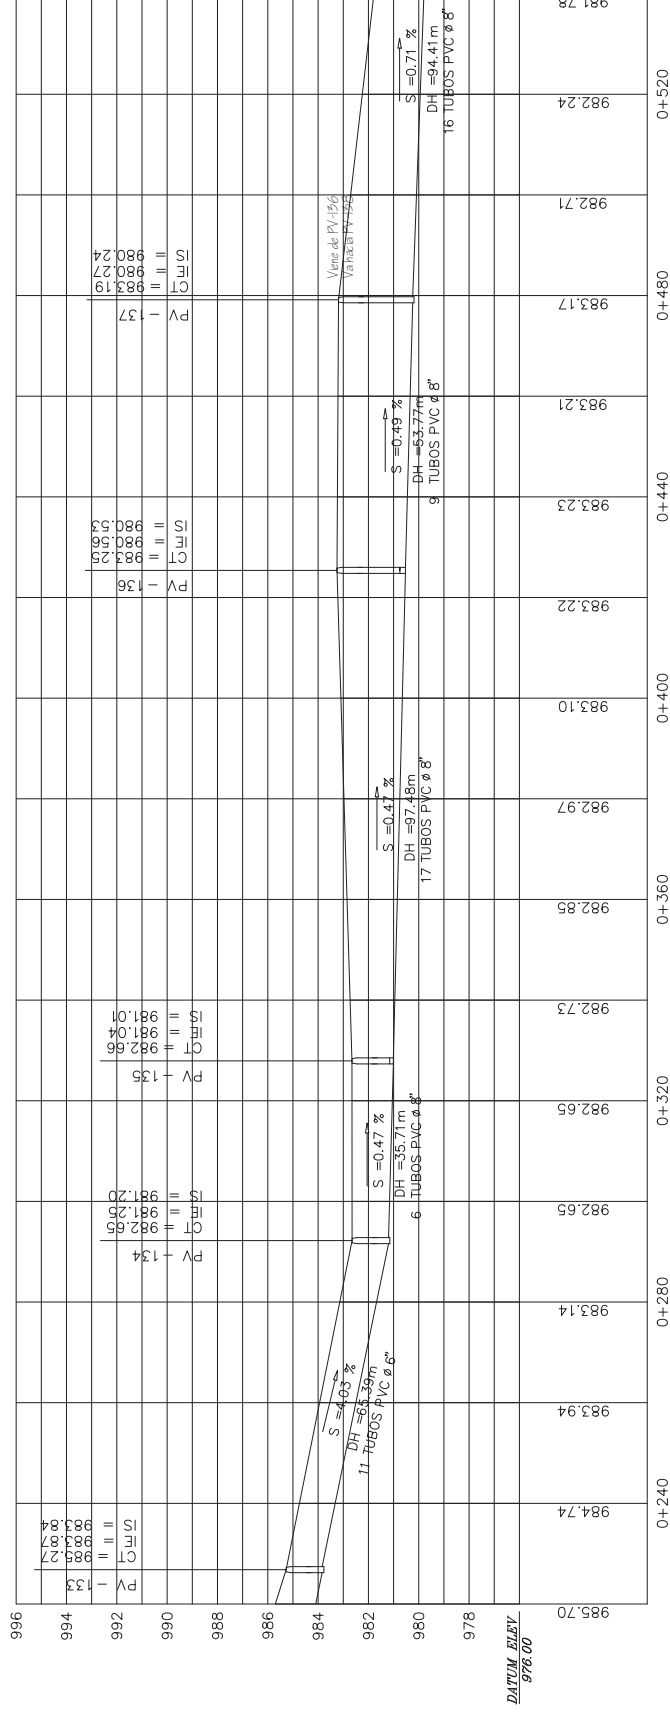 996
994
992
990
988
986
984
982
980
978
DATUM ELEV
976.00
PV - 133
CT = 985.27
IE = 983.87
IS = 983.84
S =4.03 %
DH =65.39m
11 TUBOS PVC ø 6"
PV - 134
CT = 982.65
IE = 981.25
IS = 981.20
S =0.47 %
DH =35.71m
6 TUBOS PVC ø 8"
PV - 135
CT = 982.66
IE = 981.04
IS = 981.01
S =0.47 %
DH =97.48m
17 TUBOS PVC ø 8"
PV - 136
CT = 983.25
IE = 980.56
IS = 980.53
S =0.49 %
DH =53.77m
9 TUBOS PVC ø 8"
PV - 137
CT = 983.19
IE = 980.27
IS = 980.24
Viene de PV-136
Va hacia PV-138
S =0.71 %
DH =94.41m
16 TUBOS PVC ø 8"
985.70
984.74
983.94
983.14
982.65
982.65
982.73
982.85
982.97
983.10
983.22
983.23
983.21
983.17
982.71
982.24
981.78
0+240
0+280
0+320
0+360
0+400
0+440
0+480
0+520